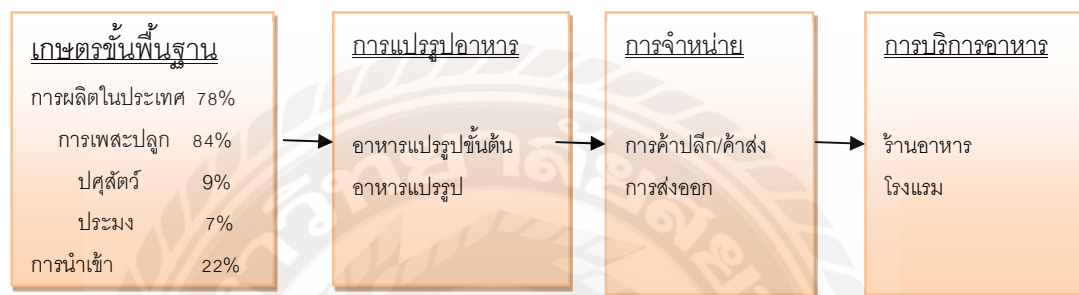 เกษตรขั้นพื้นฐาน
การผลิตในประเทศ 78%
การเพสะปลูก 84%
ปศุสัตว์ 9%
ประมง 7%
การนำเข้า 22%
การแปรรูปอาหาร
อาหารแปรรูปขั้นต้น
อาหารแปรรูป
การจำหน่าย
การค้าปลีก/ค้าส่ง
การส่งออก
การบริการอาหาร
ร้านอาหาร
โรงแรม